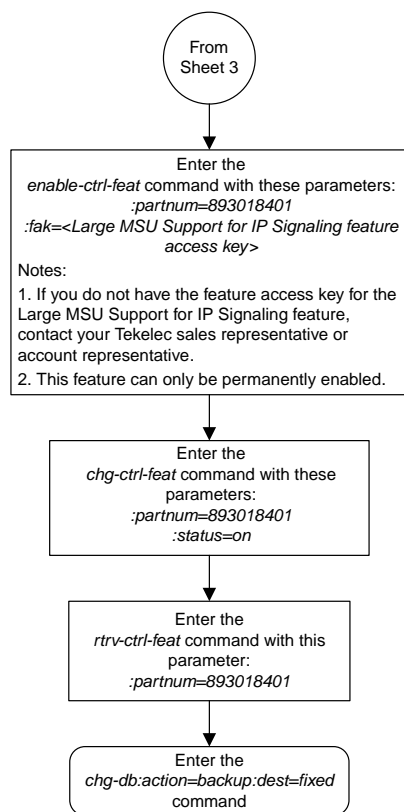 From
Sheet 3
Enter the
enable-ctrl-feat command with these parameters:
:partnum=893018401
:fak=<Large MSU Support for IP Signaling feature
access key>
Notes:
1. If you do not have the feature access key for the
Large MSU Support for IP Signaling feature,
contact your Tekelec sales representative or
account representative.
2. This feature can only be permanently enabled.
Enter the
chg-ctrl-feat command with these
parameters:
:partnum=893018401
:status=on
Enter the
rtrv-ctrl-feat command with this
parameter:
:partnum=893018401
Enter the
chg-db:action=backup:dest=fixed
command